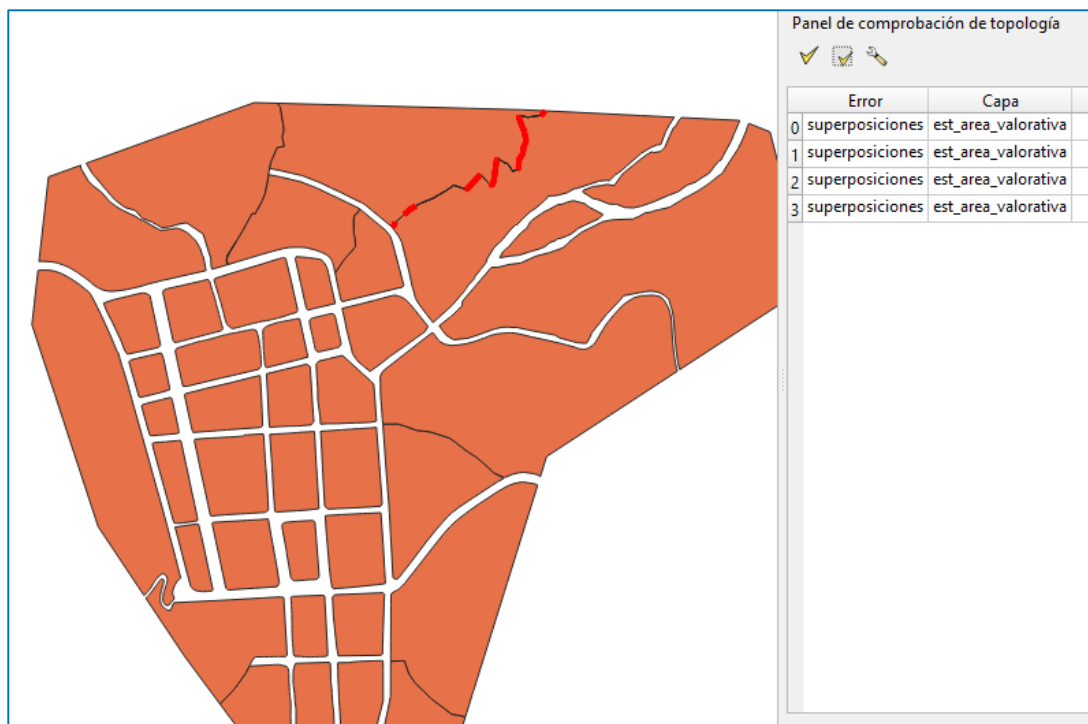 Panel de comprobación de topología
Error Capa
0 superposiciones est_area_valorativa
1 superposiciones est_area_valorativa
2 superposiciones est_area_valorativa
3 superposiciones est_area_valorativa